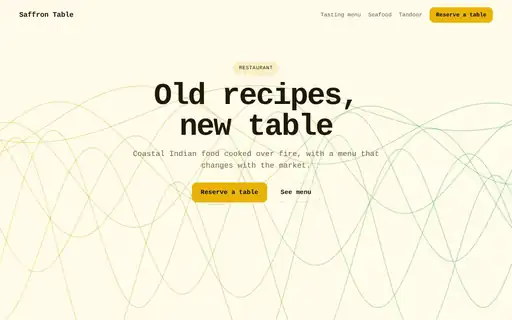 Saffron Table
Tasting menu Seafood Tandoor Reserve a table
RESTAURANT
Old recipes,
new table
Coastal Indian food cooked over fire, with a menu that
changes with the market.
Reserve a table See menu